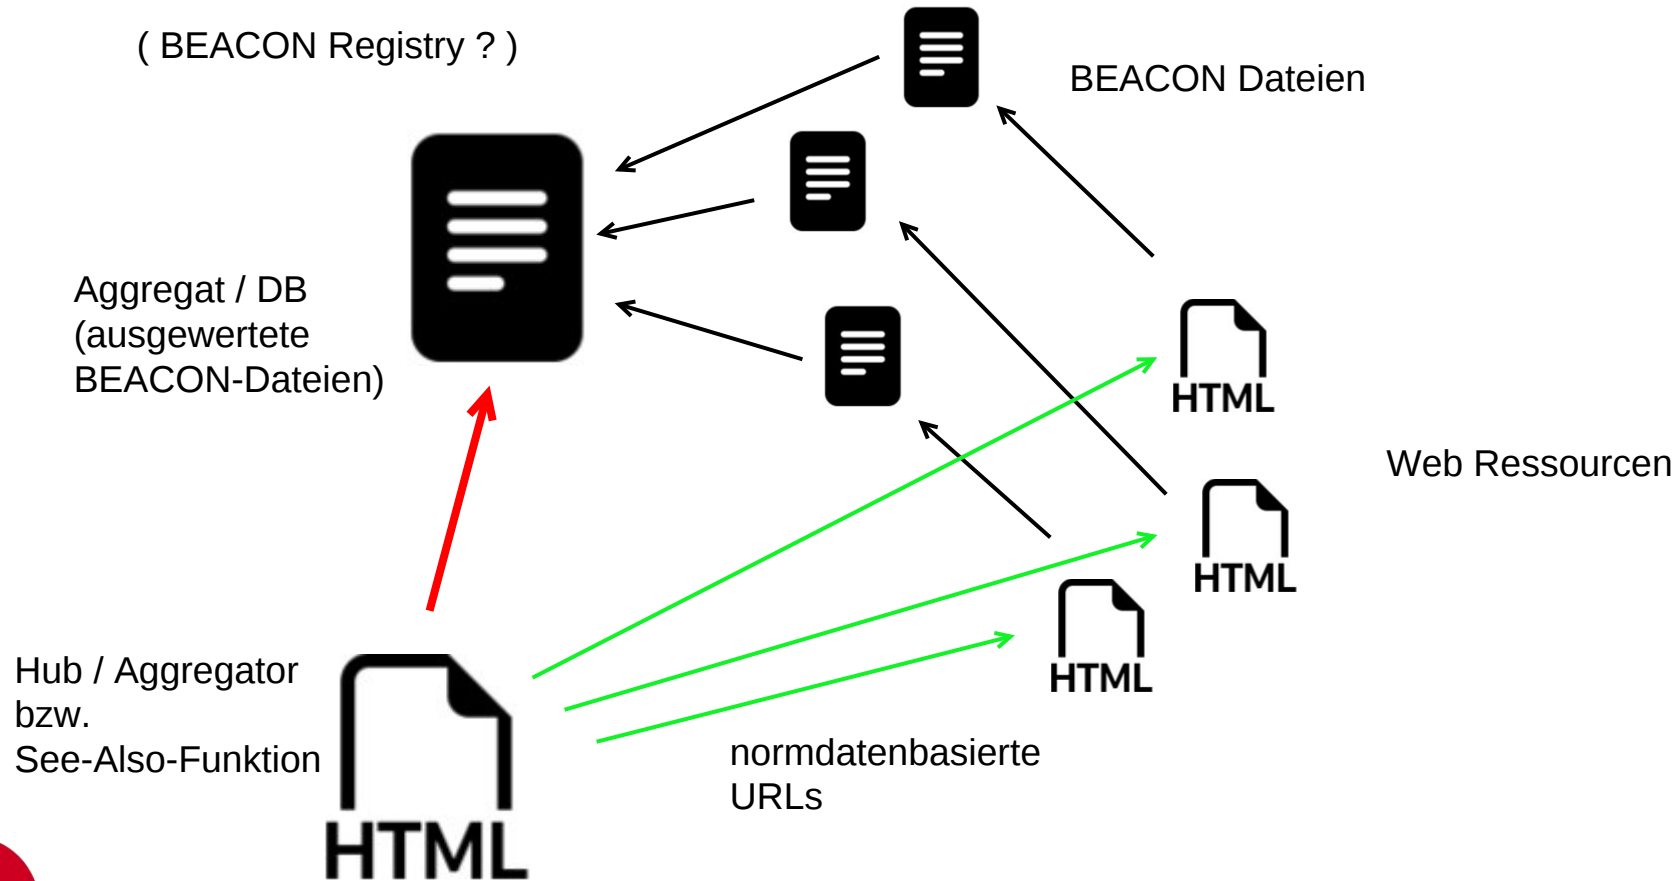 ( BEACON Registry ? )
BEACON Dateien
Aggregat / DB
(ausgewertete
BEACON-Dateien)
HTML
Web Ressourcen
HTML
HTML
Hub / Aggregator
bzw.
See-Also-Funktion
normdatenbasierte
URLs
HTML